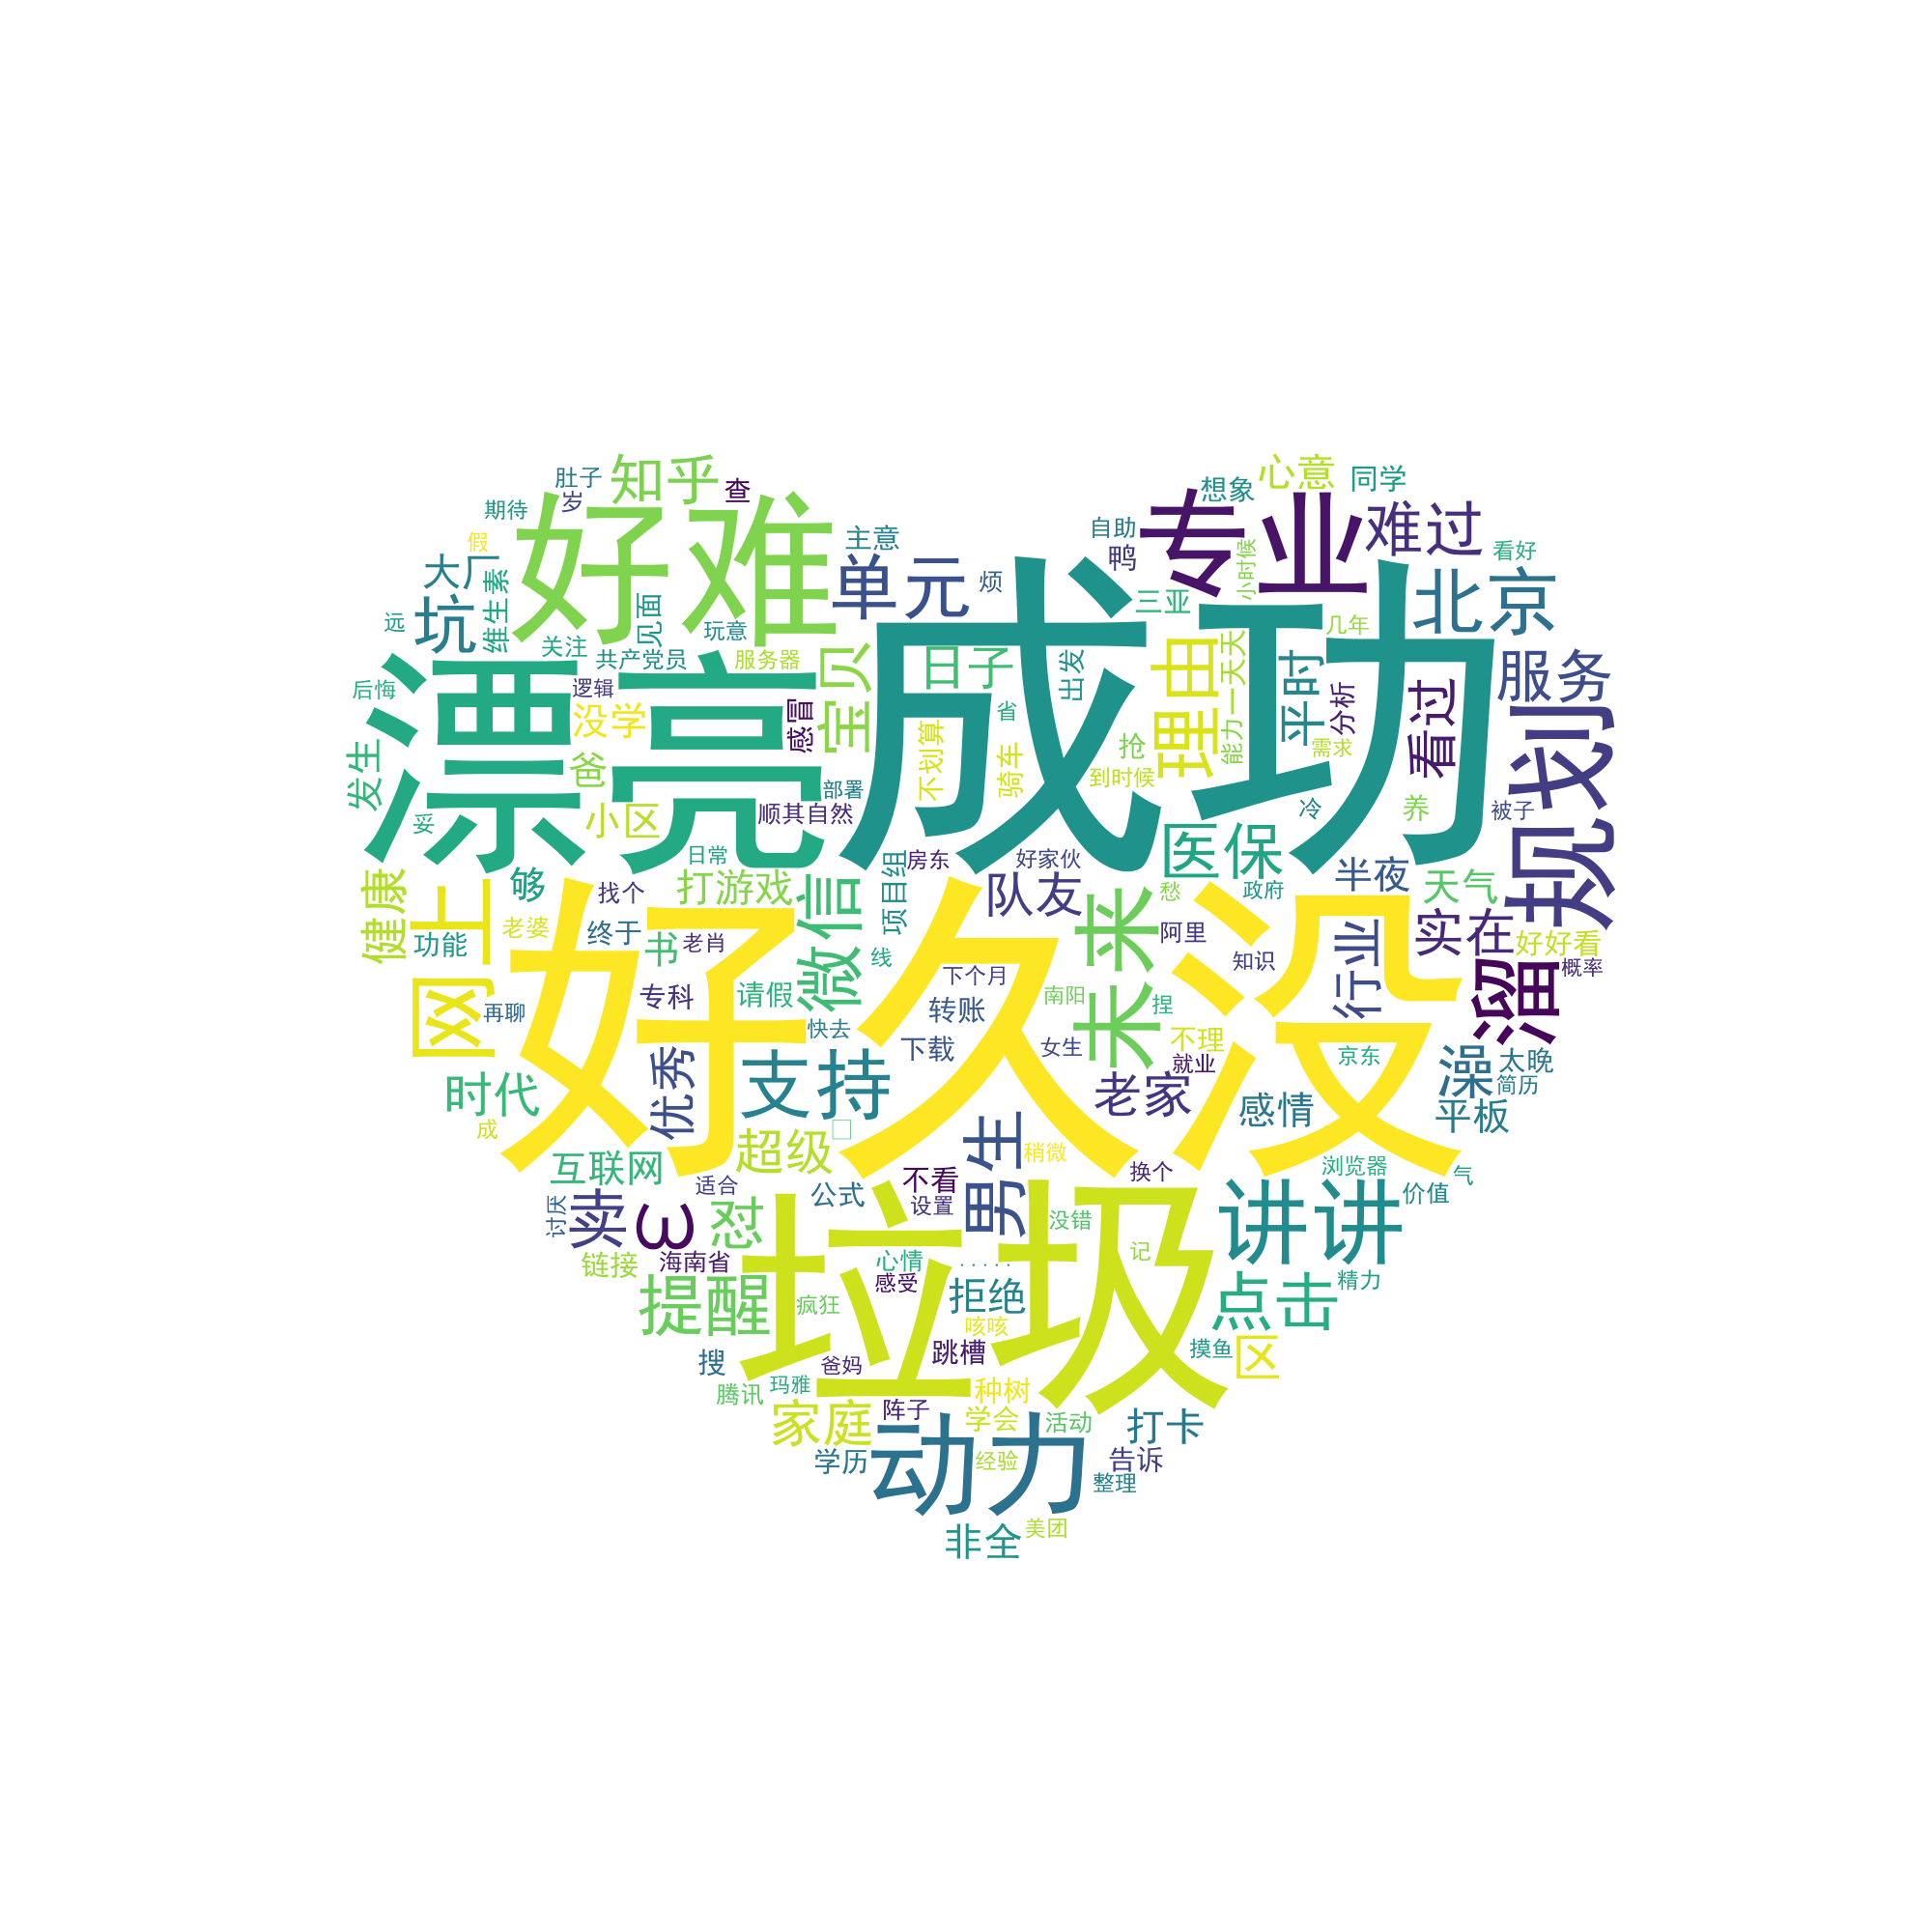 肚子
知乎
查
心意
同学
想象
岁
期待
好难
专业
难过
假
主意
自助
鸭
小时候
看好
大厂
维生素
单元
烦
成功
三亚
北京
坑
远
见面
玩意
几年
关注
共产党员
服务器
宝贝
日子
出发
理由
一天天
平时
服务
后悔
漂亮
逻辑
没学
感冒
省
能力
分析
看过
规划
发生
爸
不划算
骑车
抢
需求
到时候
部署
妥
小区
顺其自然
冷
养
被子
日常
医保
健康
网上
够
找个
打游戏
微信
项目组
房东
好家伙
队友
未来
愁
政府
半夜
天气
老婆
终于
老肖
好久没
阿里
行业
实在
好好看
功能
书
线
知识
溜
概率
下个月
再聊
专科
请假
转账
南阳
捏
快去
下载
女生
不理
京东
澡
太晚
时代
优秀
支持
老家
就业
简历
成
感情
平板
超级
男生
稍微
互联网
适合
不看
换个
浏览器
气
讨厌
卖
3
怼
公式
设置
垃圾
没错
讲讲
价值
链接
海南省
心情
·····
记
感受
提醒
疯狂
拒绝
点击
精力
咳咳
搜
爸妈
跳槽
摸鱼
区
腾讯
玛雅
种树
家庭
阵子
学会
活动
打卡
学历
动力
经验
告诉
整理
非全
美团